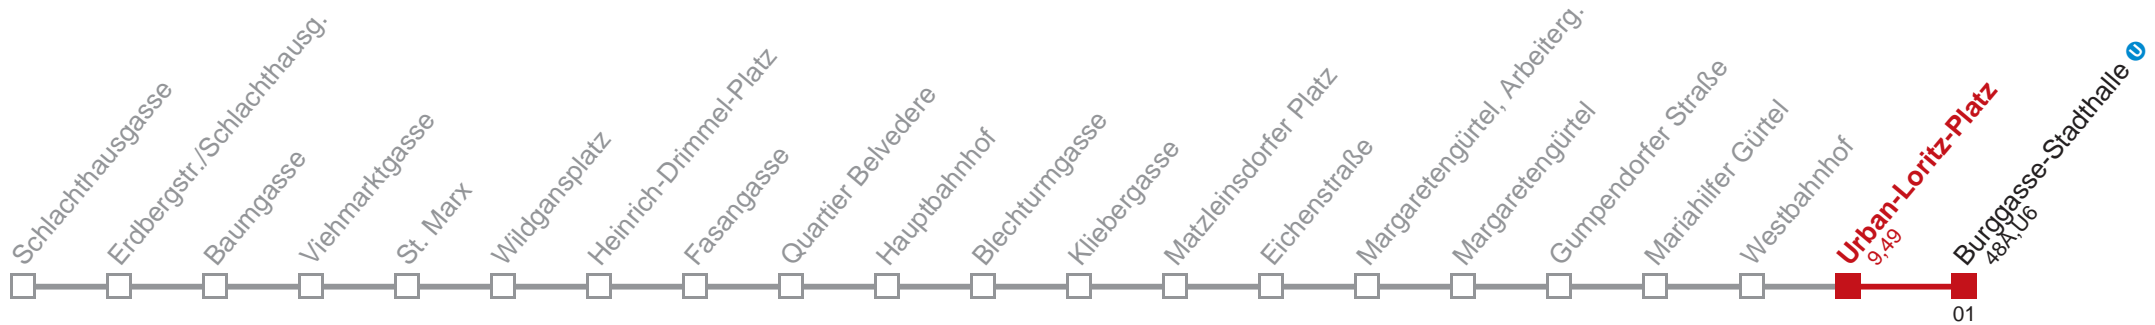 Schlachthausgasse
Erdbergstr./Schlachthausg.
Baumgasse
Viehmarktgasse
St. Marx
Wildgansplatz
Heinrich-Drimmel-Platz
Fasangasse
Quartier Belvedere
Hauptbahnhof
Blechturmgasse
Kliebergasse
Matzleinsdorfer Platz
Eichenstraße
Margaretengürtel, Arbeiterg.
Margaretengürtel
Gumpendorfer Straße
Mariahilfer Gürtel
Westbahnhof
Urban-Loritz-Platz
9,49
Burggasse-Stadthalle U
48A,U6
01